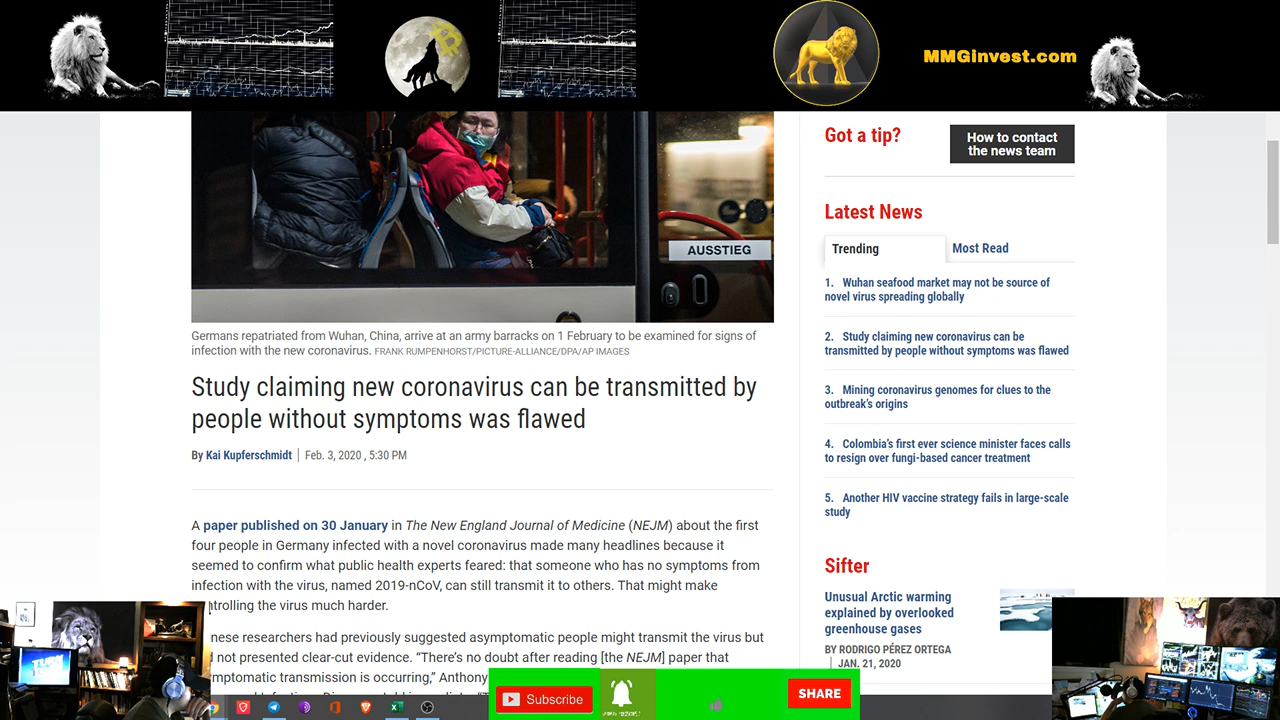 MMGinvest.com
AUSSTIEG
Germans repatriated from Wuhan, China, arrive at an army barracks on 1 February to be examined for signs of
infection with the new coronavirus. FRANK RUMPENHORST/PICTURE-ALLIANCE/DPA/AP IMAGES
Study claiming new coronavirus can be transmitted by
people without symptoms was flawed
By Kai Kupferschmidt | Feb. 3, 2020 , 5:30 PM
A paper published on 30 January in The New England Journal of Medicine (NEJM) about the first
four people in Germany infected with a novel coronavirus made many headlines because it
seemed to confirm what public health experts feared: that someone who has no symptoms from
infection with the virus, named 2019-nCoV, can still transmit it to others. That might make
ntrolling the virus much harder.
nese researchers had previously suggested asymptomatic people might transmit the virus but
not presented clear-cut evidence. “There’s no doubt after reading [the NEJM] paper that
mptomatic transmission is occurring,” Anthony
Got a tip?
How to contact
the news team
Latest News
Trending
Most Read
1. Wuhan seafood market may not be source of
novel virus spreading globally
2. Study claiming new coronavirus can be
transmitted by people without symptoms was flawed
3. Mining coronavirus genomes for clues to the
outbreak’s origins
4. Colombia’s first ever science minister faces calls
to resign over fungi-based cancer treatment
5. Another HIV vaccine strategy fails in large-scale
study
Sifter
Unusual Arctic warming
explained by overlooked
greenhouse gases
BY RODRIGO PÉREZ ORTEGA
| JAN. 21, 2020
Subscribe
SHARE